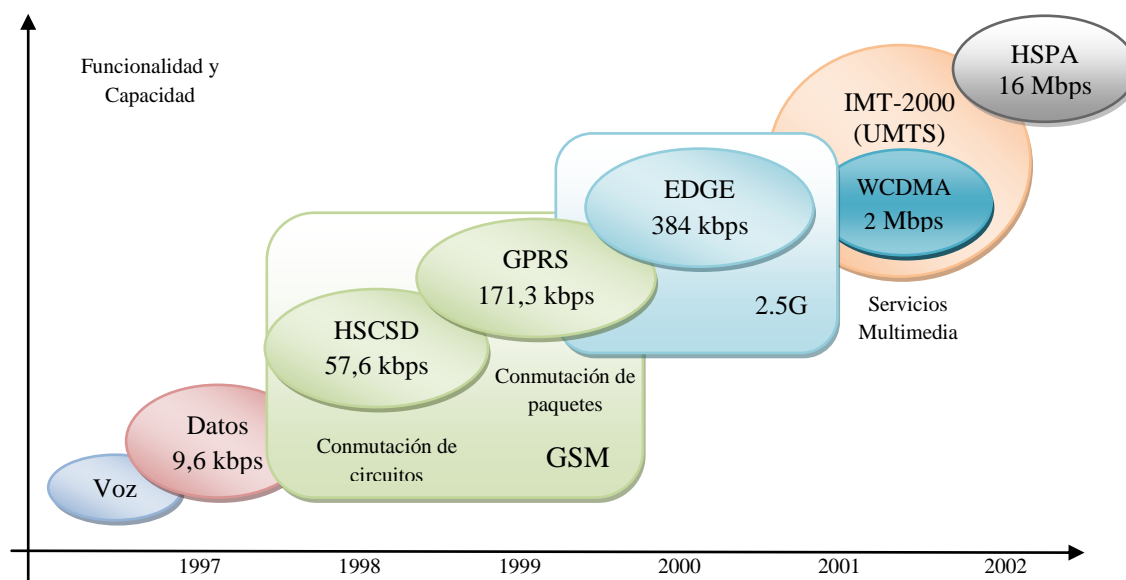 Funcionalidad y
Capacidad
HSPA
16 Mbps
IMT-2000
(UMTS)
WCDMA
2 Mbps
Servicios
Multimedia
EDGE
384 kbps
2.5G
GPRS
171,3 kbps
Conmutación de
paquetes
HSCSD
57,6 kbps
Conmutación de
circuitos
GSM
Datos
9,6 kbps
Voz
1997
1998
1999
2000
2001
2002